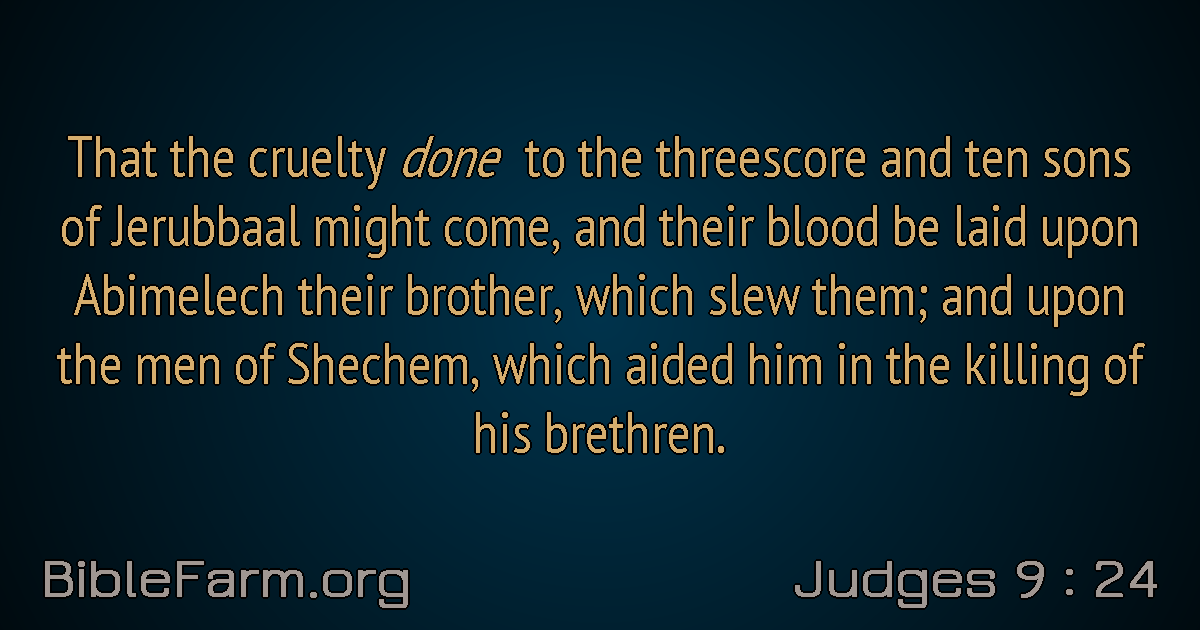 That the cruelty done to the threescore and ten sons
of Jerubbaal might come, and their blood be laid upon
Abimelech their brother, which slew them; and upon
the men of Shechem, which aided him in the killing of
his brethren.
BibleFarm.org
Judges 9 : 24